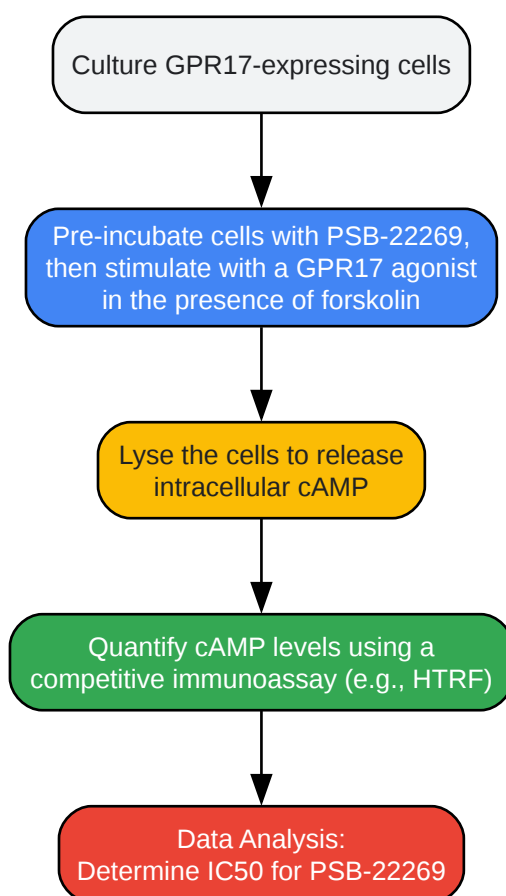 Culture GPR17-expressing cells
Pre-incubate cells with PSB-22269,
then stimulate with a GPR17 agonist
in the presence of forskolin
Lyse the cells to release
intracellular cAMP
Quantify cAMP levels using a
competitive immunoassay (e.g., HTRF)
Data Analysis:
Determine IC50 for PSB-22269